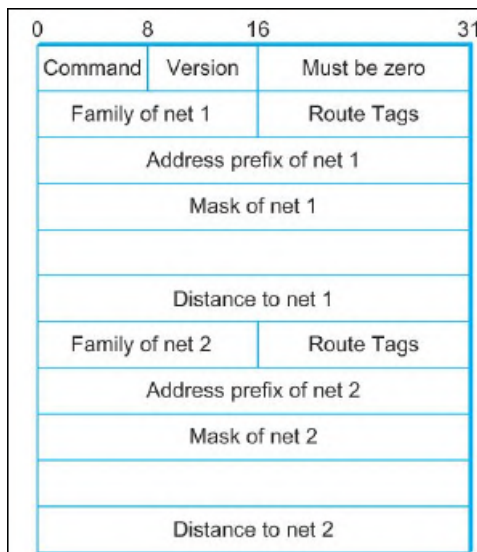 0 8 16 31
Command Version Must be zero
Family of net 1 Route Tags
Address prefix of net 1
Mask of net 1
Distance to net 1
Family of net 2 Route Tags
Address prefix of net 2
Mask of net 2
Distance to net 2